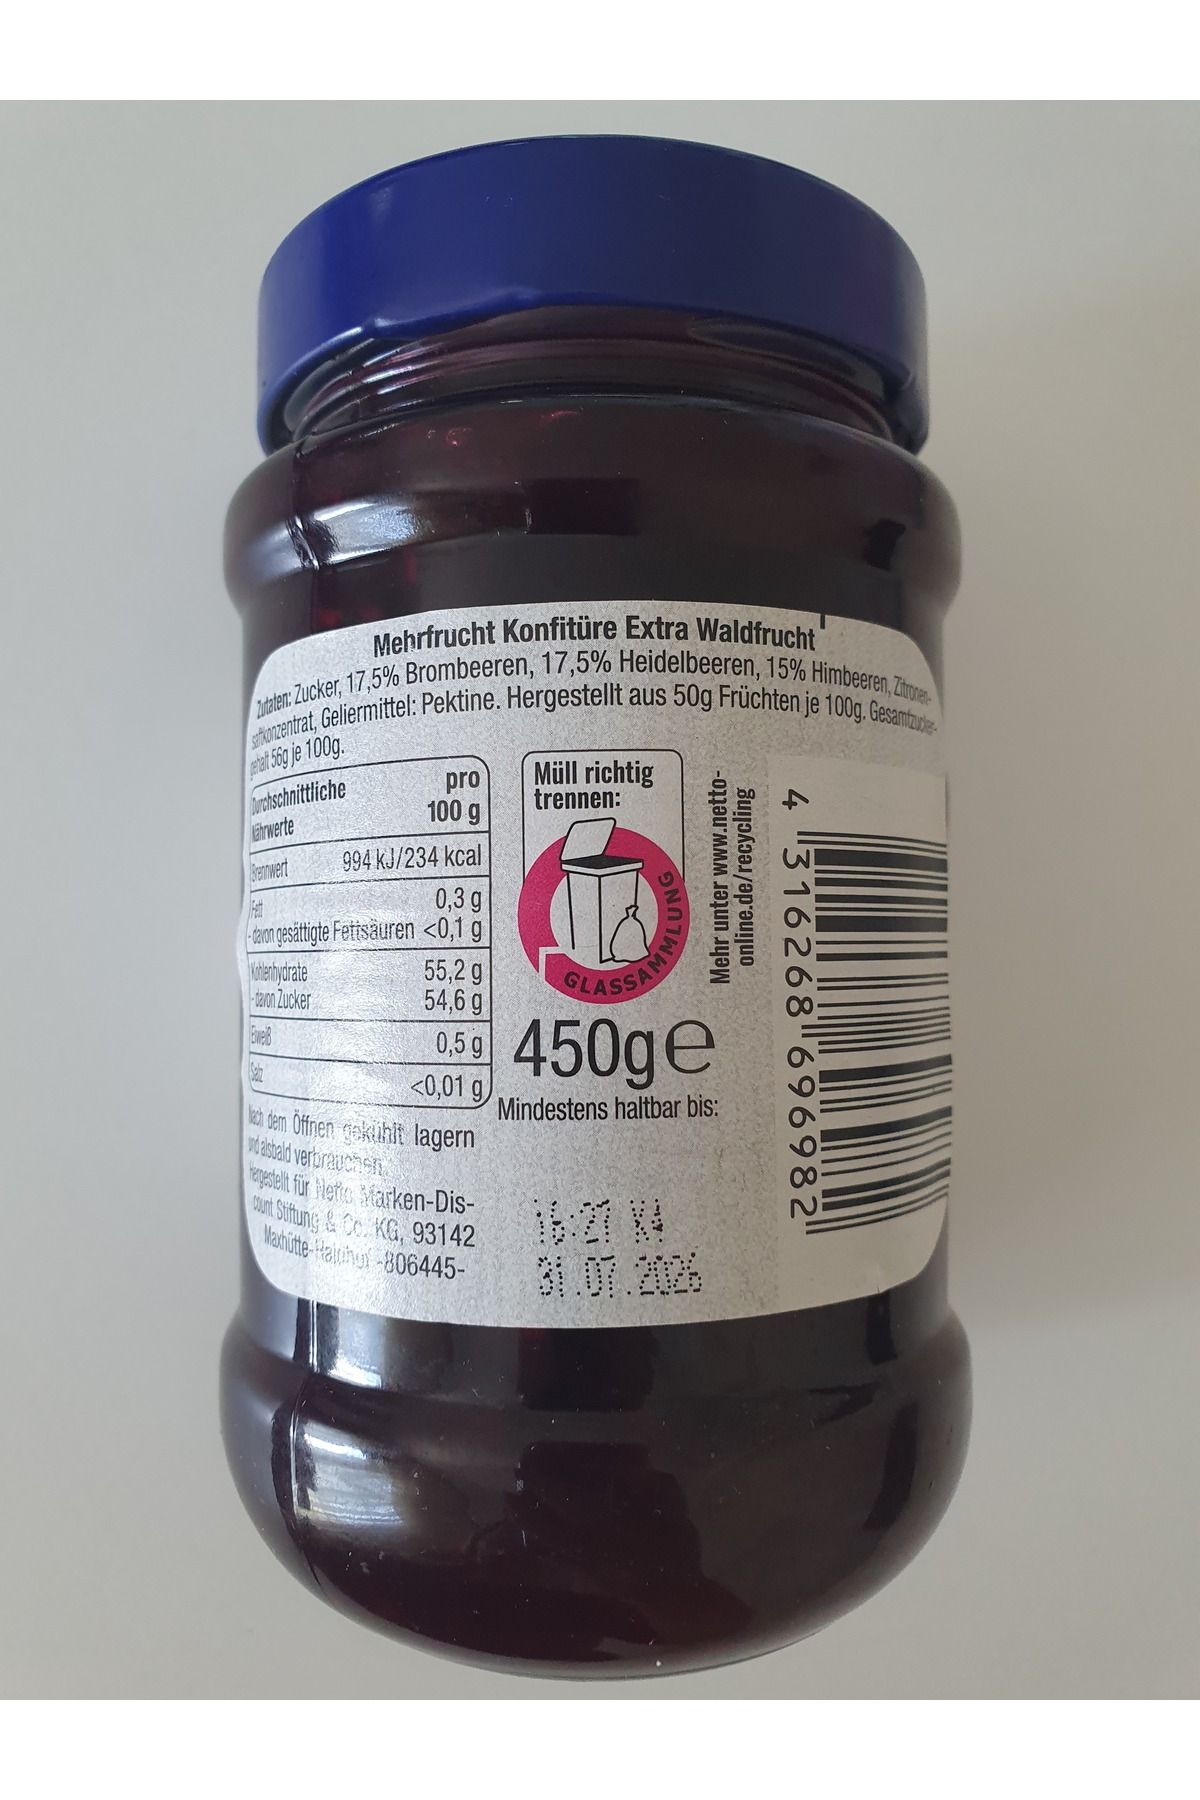 Mehrfrucht Konfitüre Extra Waldfrucht
Zutaten: Zucker, 17,5% Brombeeren, 17,5% Heidelbeeren, 15% Himbeeren, Zitronen-
saftkonzentrat, Geliermittel: Pektine. Hergestellt aus 50g Früchten je 100g. Gesamtzucker-
gehalt 56g je 100g.
Durchschnittliche Nährwerte pro 100 g
Brennwert 994 kJ/234 kcal
Fett 0,3 g
- davon gesättigte Fettsäuren <0,1 g
Kohlenhydrate 55,2 g
- davon Zucker 54,6 g
Eiweiß 0,5 g
Salz <0,01 g
Nach dem Öffnen gekühlt lagern
und alsbald verbrauchen.
Hergestellt für Netto Marken-Dis-
count Stiftung & Co. KG, 93142
Maxhütte-Haidhof -806445-
Müll richtig
trennen:
GLASSAMMLUNG
Mehr unter www.netto-
online.de/recycling
450g e
Mindestens haltbar bis:
16:21 X4
31.07.2026
4 316268 696982